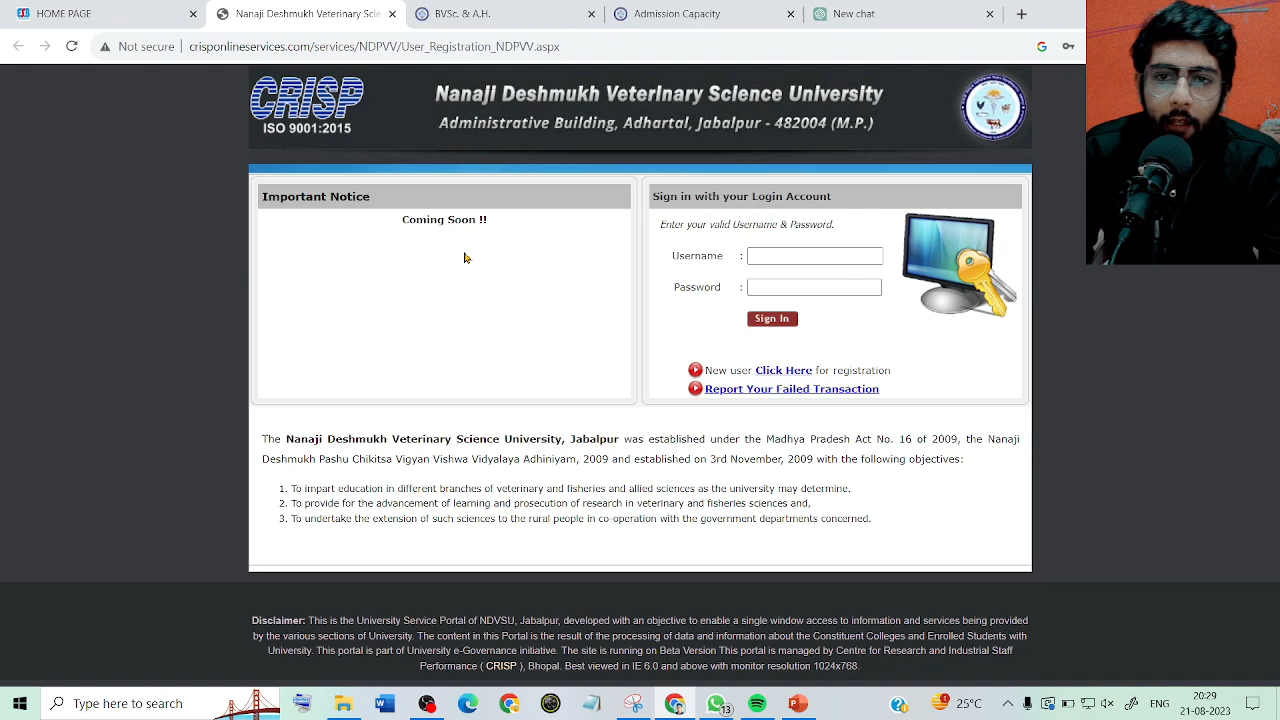 HOME PAGE
Nanaji Deshmukh Veterinary Scie
BVSC & A.H.
Admission Capacity
New chat
Not secure
crisponlineservices.com/services/NDPVV/User_Registration_NDPVV.aspx
CRISP
ISO 9001:2015
Nanaji Deshmukh Veterinary Science University
Administrative Building, Adhartal, Jabalpur - 482004 (M.P.)
Important Notice
Coming Soon !!
Sign in with your Login Account
Enter your valid Username & Password.
Username :
Password :
Sign In
New user Click Here for registration
Report Your Failed Transaction
The Nanaji Deshmukh Veterinary Science University, Jabalpur was established under the Madhya Pradesh Act No. 16 of 2009, the Nanaji
Deshmukh Pashu Chikitsa Vigyan Vishwa Vidyalaya Adhiniyam, 2009 and established on 3rd November, 2009 with the following objectives:
1. To impart education in different branches of veterinary and fisheries and allied sciences as the university may determine.
2. To provide for the advancement of learning and prosecution of research in veterinary and fisheries sciences and,
3. To undertake the extension of such sciences to the rural people in co-operation with the government departments concerned.
Disclaimer: This is the University Service Portal of NDVSU, Jabalpur, developed with an objective to enable a single window access to information and services being provided
by the various sections of University. The content in this Portal is the result of the processing of data and information about the Constituent Colleges and Enrolled Students with
University. This portal is part of University e-Governance initiative. The site is running on Beta Version This portal is managed by Centre for Research and Industrial Staff
Performance ( CRISP ), Bhopal. Best viewed in IE 6.0 and above with monitor resolution 1024x768.
Type here to search
3
25°C
ENG
20:29
21-08-2023